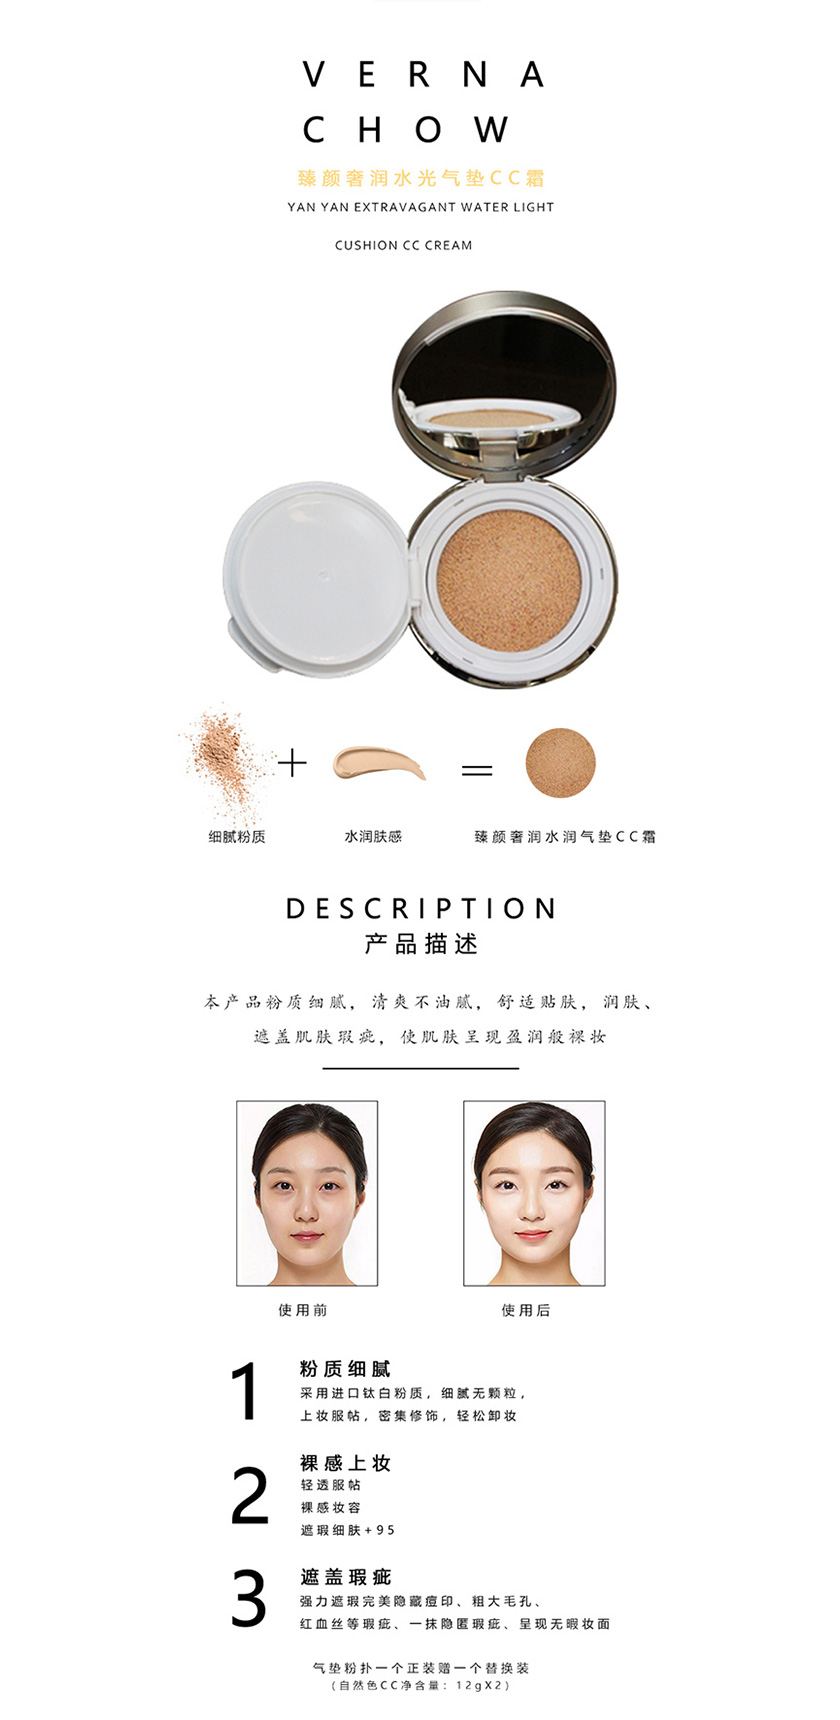 VERNA
CHOW
臻颜奢润水光气垫CC霜
YAN YAN EXTRAVAGANT WATER LIGHT
CUSHION CC CREAM
细腻粉质
水润肤感
臻颜奢润水润气垫CC霜
DESCRIPTION
产品描述
本产品粉质细腻，清爽不油腻，舒适贴肤，润肤、
遮盖肌肤瑕疵，使肌肤呈现盈润般裸妆
使用前
使用后
1
粉质细腻
采用进口钛白粉质，细腻无颗粒，
上妆服帖，密集修饰，轻松卸妆
2
裸感上妆
轻透服帖
裸感妆容
遮瑕细肤+95
3
遮盖瑕疵
强力遮瑕完美隐藏痘印、粗大毛孔、
红血丝等瑕疵、一抹隐匿瑕疵、呈现无暇妆面
气垫粉扑一个正装赠一个替换装
(自然色CC净含量：12gX2)